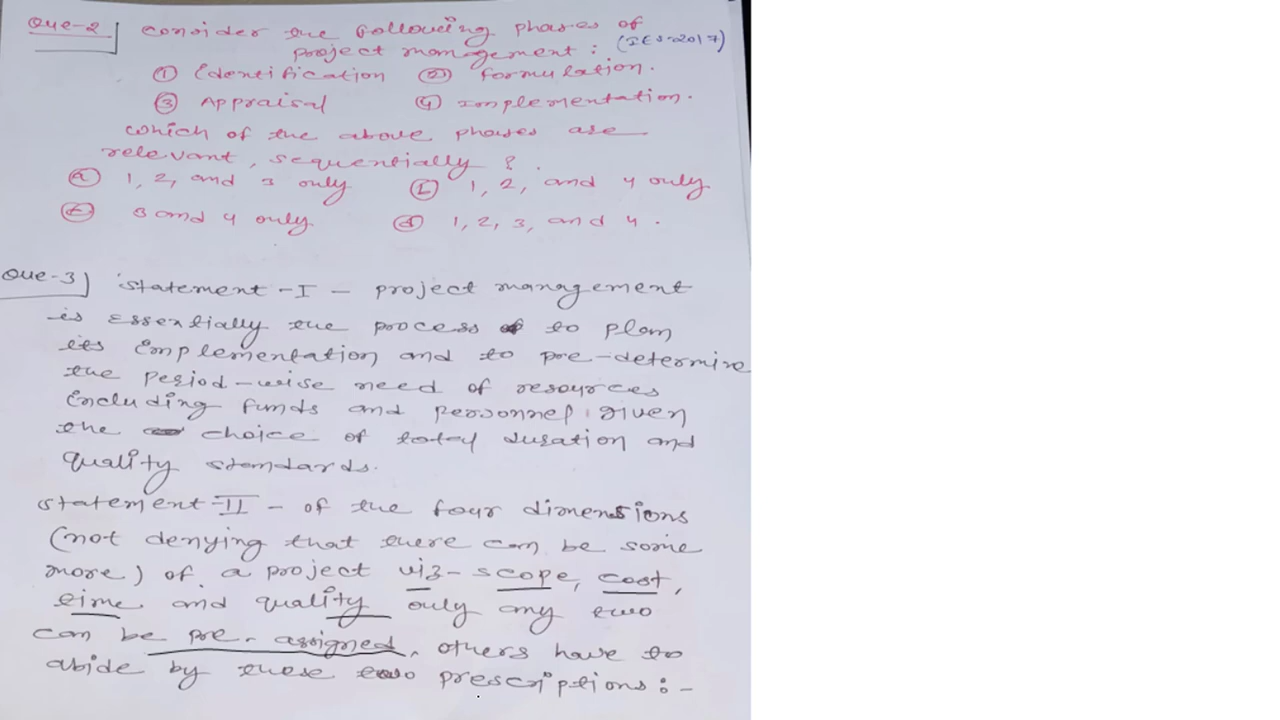 Que-2 Consider the following phases of
project management : (IES-2017)
① Identification ② formulation.
③ Appraisal ④ Implementation.
which of the above phases are
relevant, sequentially ?
ⓐ 1, 2, and 3 only ⓑ 1, 2, and 4 only
ⓒ 3 and 4 only ⓓ 1, 2, 3, and 4.
Que-3) Statement-I - project management
is essentially the process to plan
its implementation and to pre-determine
the period-wise need of resources
including funds and personnel, given
the choice of total duration and
quality standards.
Statement-II - of the four dimensions
(not denying that there can be some
more) of a project viz- scope, cost,
time and quality only any two
can be pre-assigned, others have to
abide by these two prescriptions:-